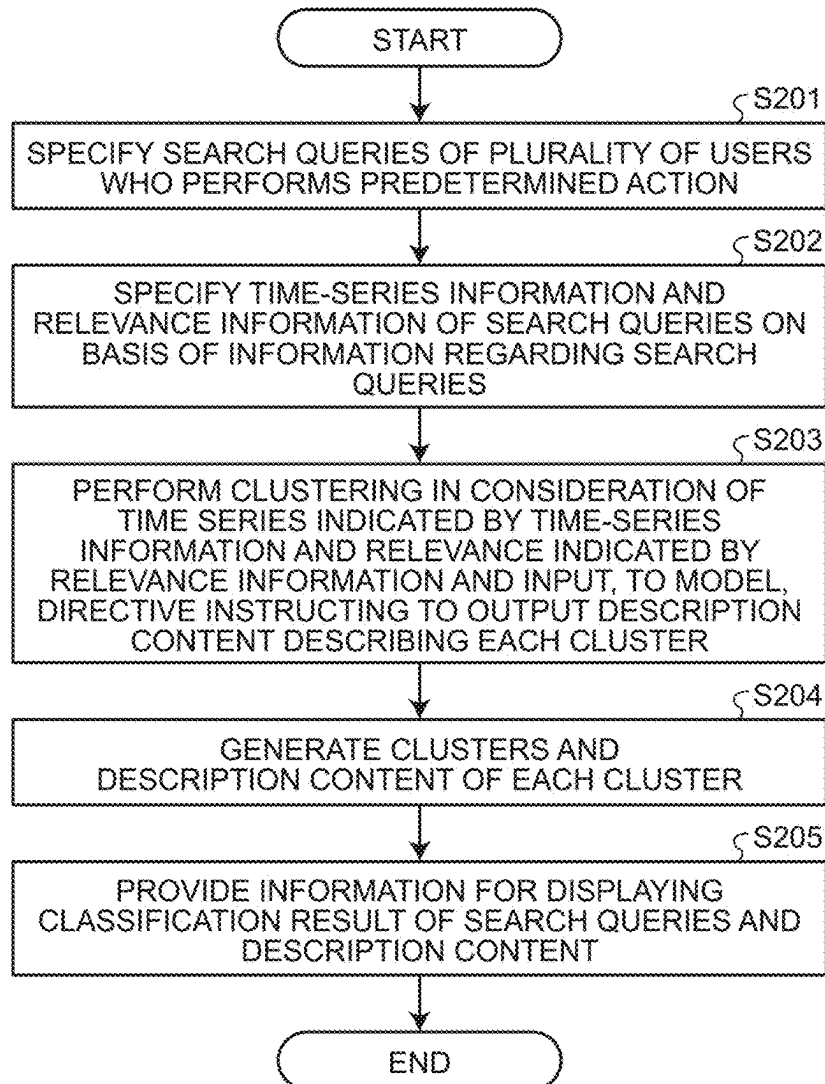 START
S201
SPECIFY SEARCH QUERIES OF PLURALITY OF USERS
WHO PERFORMS PREDETERMINED ACTION
S202
SPECIFY TIME-SERIES INFORMATION AND
RELEVANCE INFORMATION OF SEARCH QUERIES ON
BASIS OF INFORMATION REGARDING SEARCH
QUERIES
S203
PERFORM CLUSTERING IN CONSIDERATION OF
TIME SERIES INDICATED BY TIME-SERIES
INFORMATION AND RELEVANCE INDICATED BY
RELEVANCE INFORMATION AND INPUT, TO MODEL,
DIRECTIVE INSTRUCTING TO OUTPUT DESCRIPTION
CONTENT DESCRIBING EACH CLUSTER
S204
GENERATE CLUSTERS AND
DESCRIPTION CONTENT OF EACH CLUSTER
S205
PROVIDE INFORMATION FOR DISPLAYING
CLASSIFICATION RESULT OF SEARCH QUERIES AND
DESCRIPTION CONTENT
END